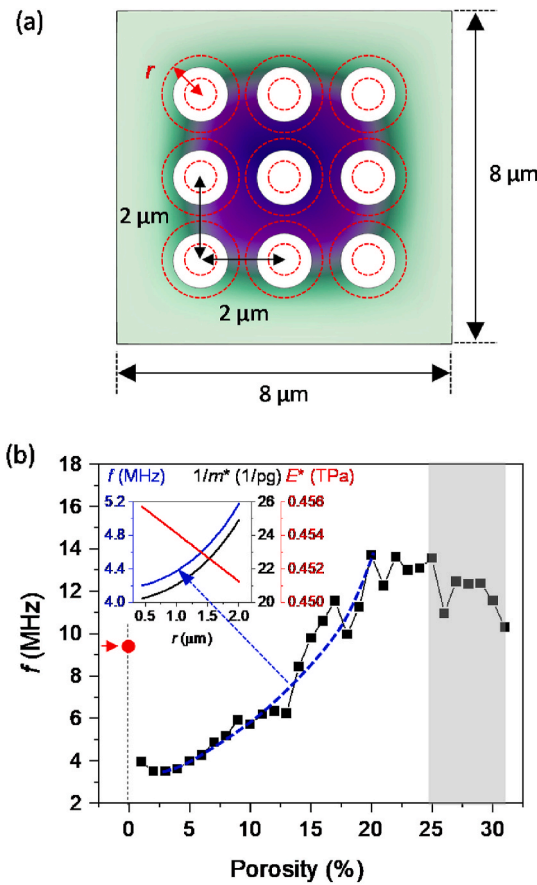 (a)
r
2 µm
2 µm
8 µm
8 µm
(b)
f (MHz) 1/m* (1/pg) E* (TPa)
5.2 26 0.456
4.8 24 0.454
4.4 22 0.452
4.0 20 0.450
0.5 1.0 1.5 2.0
r (µm)
18
16
14
12
10
8
6
4
2
f (MHz)
0 5 10 15 20 25 30
Porosity (%)